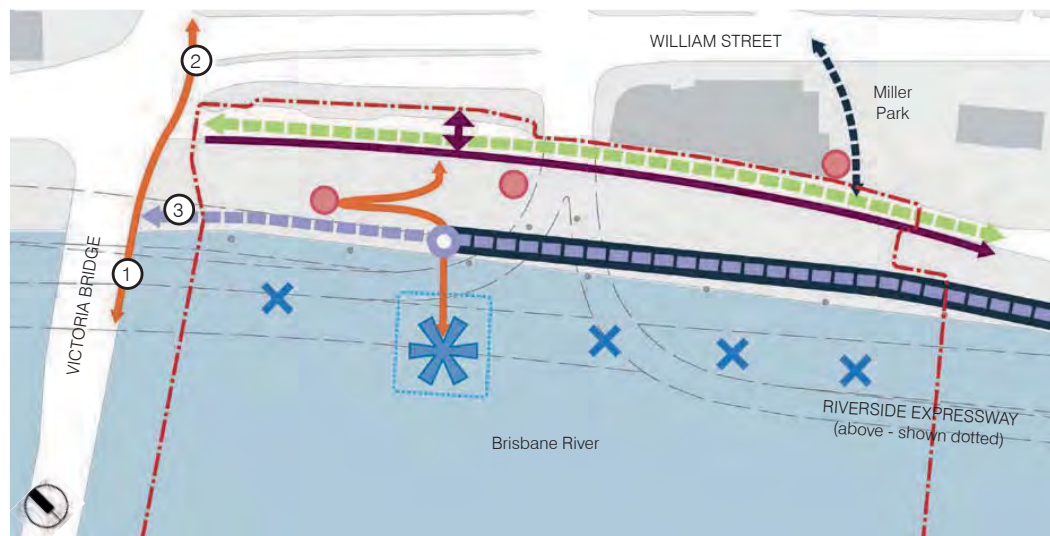 WILLIAM STREET
2
Miller
Park
3
1
VICTORIA BRIDGE
RIVERSIDE EXPRESSWAY
(above - shown dotted)
Brisbane River